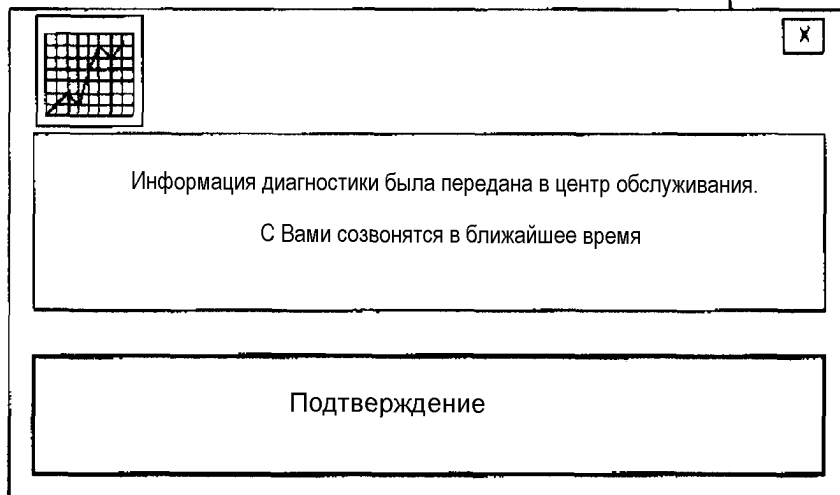 X
Информация диагностики была передана в центр обслуживания.
С Вами созвонятся в ближайшее время
Подтверждение